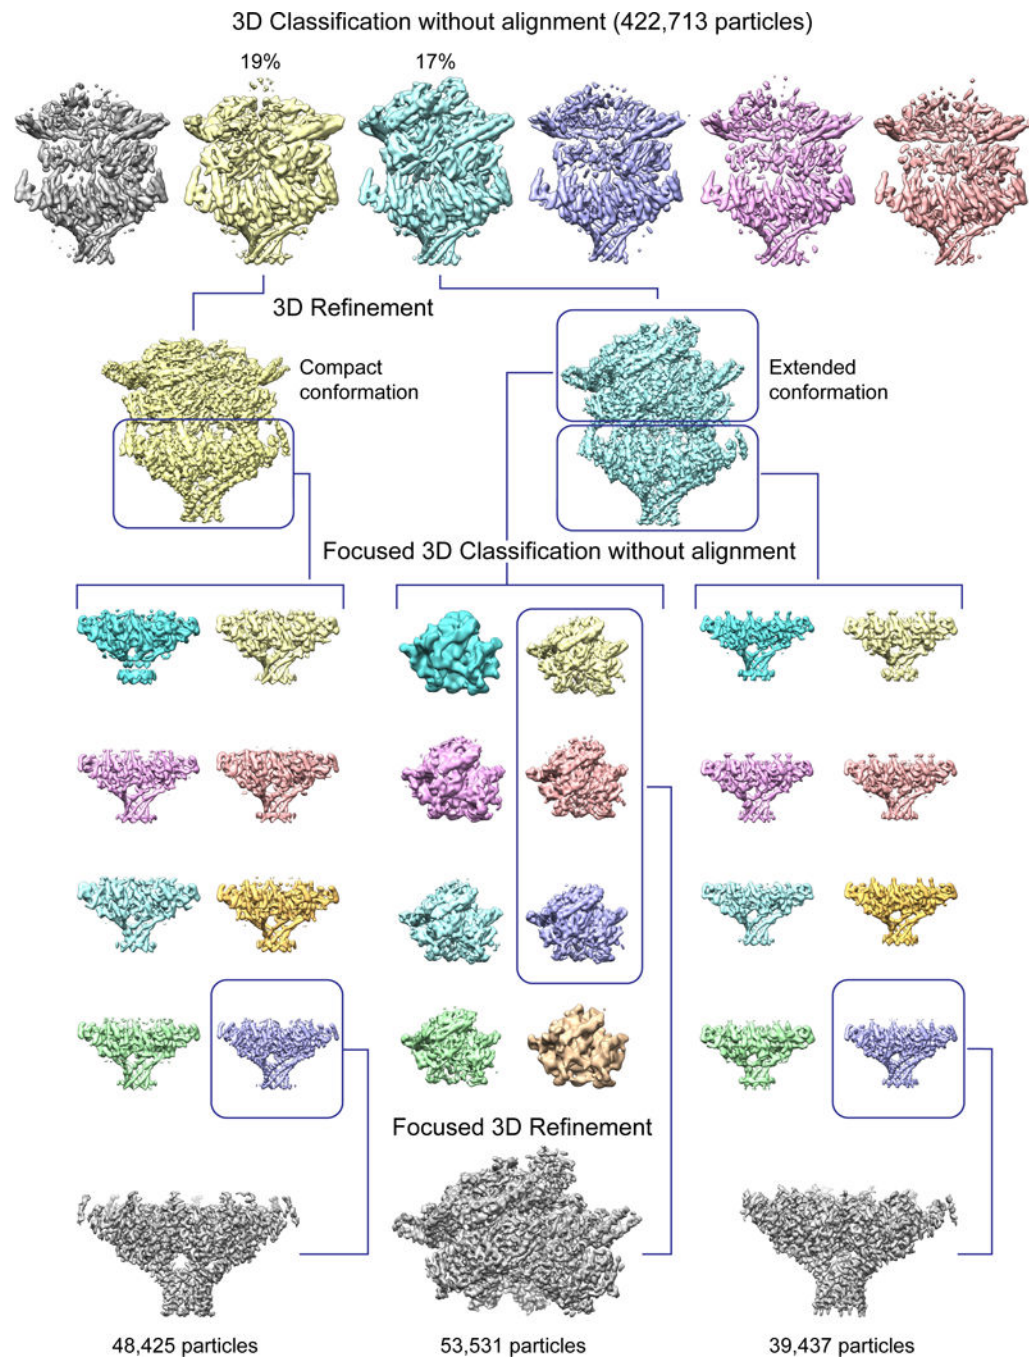 3D Classification without alignment (422,713 particles)
19%
17%
3D Refinement
Compact
conformation
Extended
conformation
Focused 3D Classification without alignment
Focused 3D Refinement
48,425 particles
53,531 particles
39,437 particles